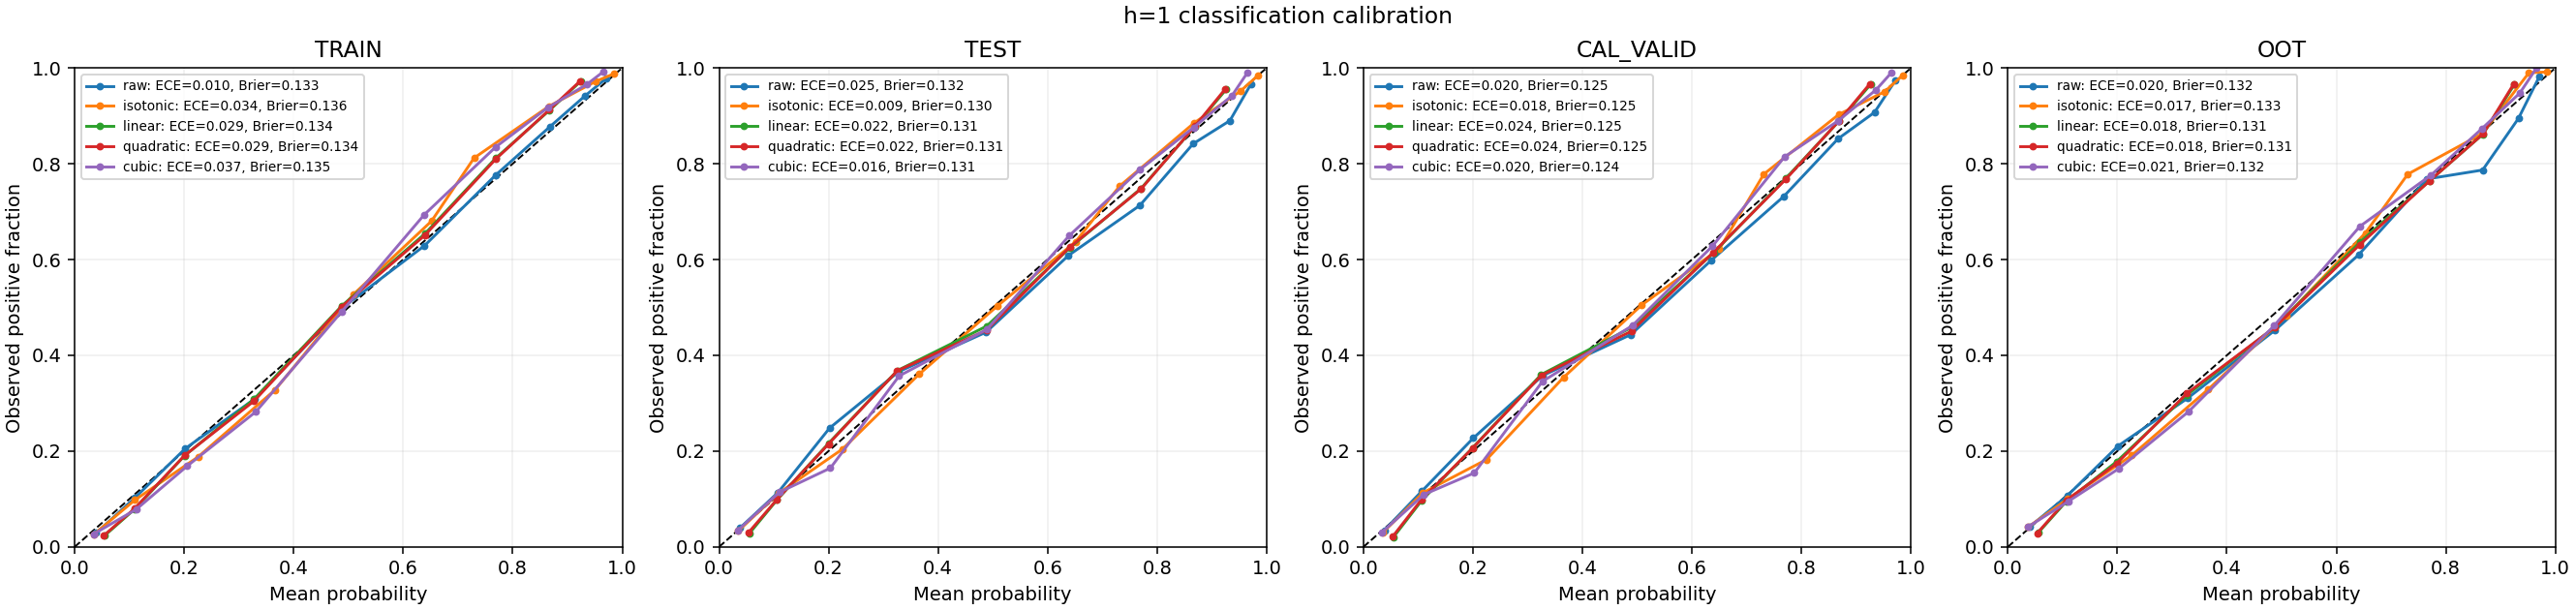 h=1 classification calibration
TRAIN
raw: ECE=0.010, Brier=0.133
isotonic: ECE=0.034, Brier=0.136
linear: ECE=0.029, Brier=0.134
quadratic: ECE=0.029, Brier=0.134
cubic: ECE=0.037, Brier=0.135
Observed positive fraction
1.0
0.8
0.6
0.4
0.2
0.0
0.0 0.2 0.4 0.6 0.8 1.0
Mean probability
TEST
raw: ECE=0.025, Brier=0.132
isotonic: ECE=0.009, Brier=0.130
linear: ECE=0.022, Brier=0.131
quadratic: ECE=0.022, Brier=0.131
cubic: ECE=0.016, Brier=0.131
Observed positive fraction
1.0
0.8
0.6
0.4
0.2
0.0
0.0 0.2 0.4 0.6 0.8 1.0
Mean probability
CAL_VALID
raw: ECE=0.020, Brier=0.125
isotonic: ECE=0.018, Brier=0.125
linear: ECE=0.024, Brier=0.125
quadratic: ECE=0.024, Brier=0.125
cubic: ECE=0.020, Brier=0.124
Observed positive fraction
1.0
0.8
0.6
0.4
0.2
0.0
0.0 0.2 0.4 0.6 0.8 1.0
Mean probability
OOT
raw: ECE=0.020, Brier=0.132
isotonic: ECE=0.017, Brier=0.133
linear: ECE=0.018, Brier=0.131
quadratic: ECE=0.018, Brier=0.131
cubic: ECE=0.021, Brier=0.132
Observed positive fraction
1.0
0.8
0.6
0.4
0.2
0.0
0.0 0.2 0.4 0.6 0.8 1.0
Mean probability